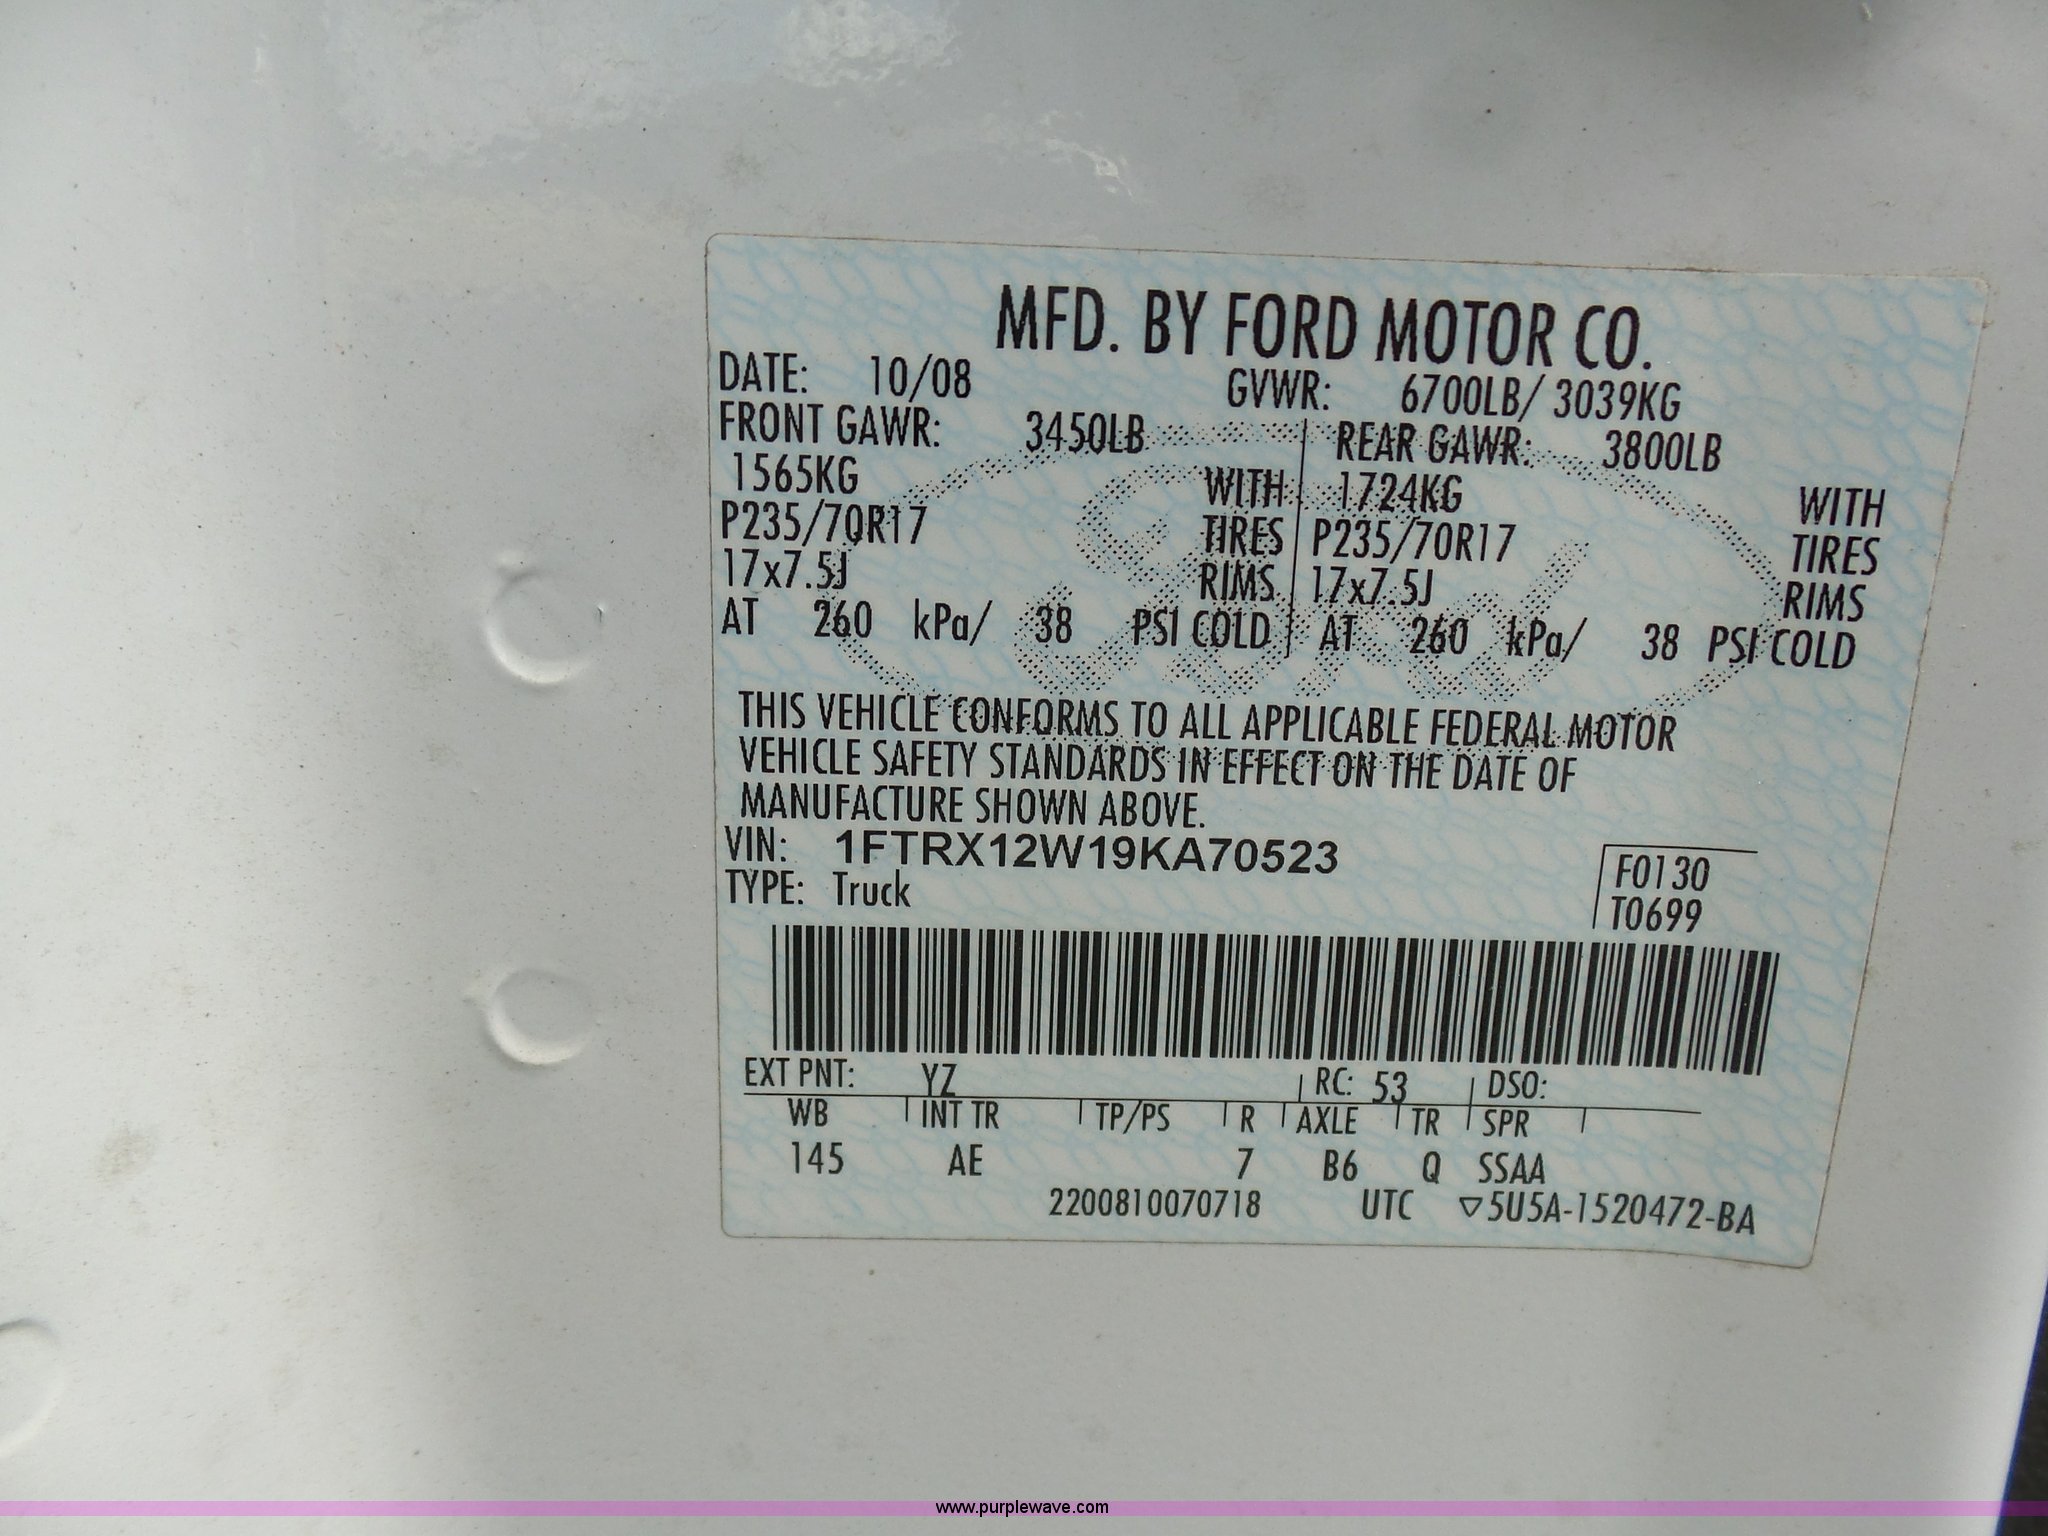 MFD. BY FORD MOTOR CO.
DATE: 10/08 GVWR: 6700LB/ 3039KG
FRONT GAWR: 3450LB REAR GAWR: 3800LB
1565KG WITH 1724KG WITH
P235/70R17 TIRES P235/70R17 TIRES
17x7.5J RIMS 17x7.5J RIMS
AT 260 kPa/ 38 PSI COLD AT 260 kPa/ 38 PSI COLD
THIS VEHICLE CONFORMS TO ALL APPLICABLE FEDERAL MOTOR
VEHICLE SAFETY STANDARDS IN EFFECT ON THE DATE OF
MANUFACTURE SHOWN ABOVE.
VIN: 1FTRX12W19KA70523
TYPE: Truck
F0130
T0699
EXT PNT: YZ RC: 53 DSO:
WB INT TR TP/PS R AXLE TR SPR
145 AE 7 B6 Q SSAA
2200810070718 UTC ▽5U5A-1520472-BA
www.purplewave.com